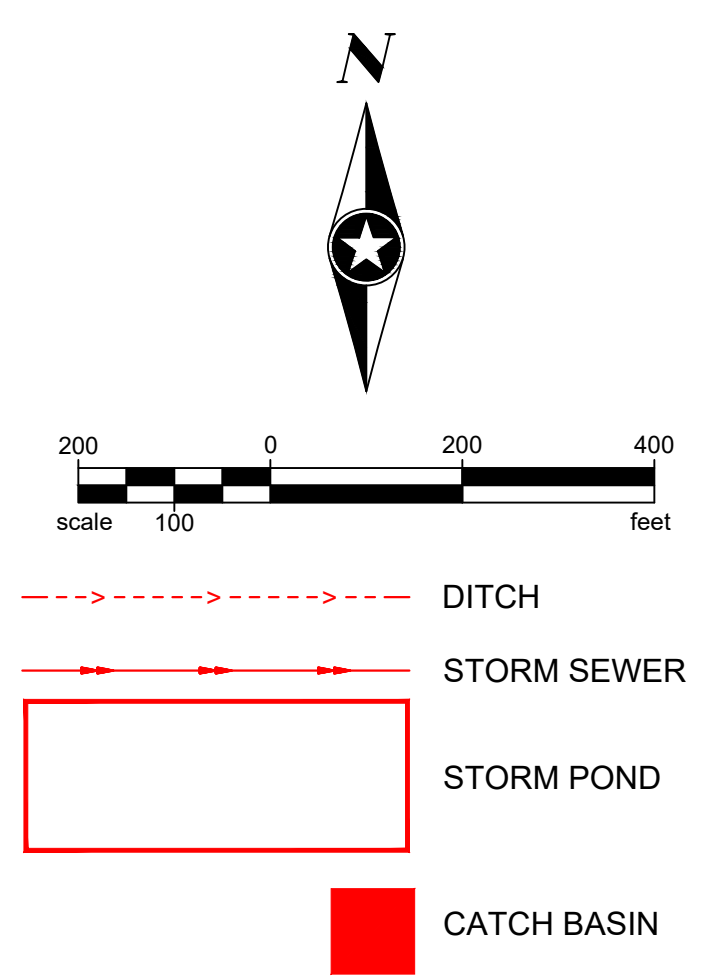 N
200 0 200 400
scale 100 feet
DITCH
STORM SEWER
STORM POND
CATCH BASIN